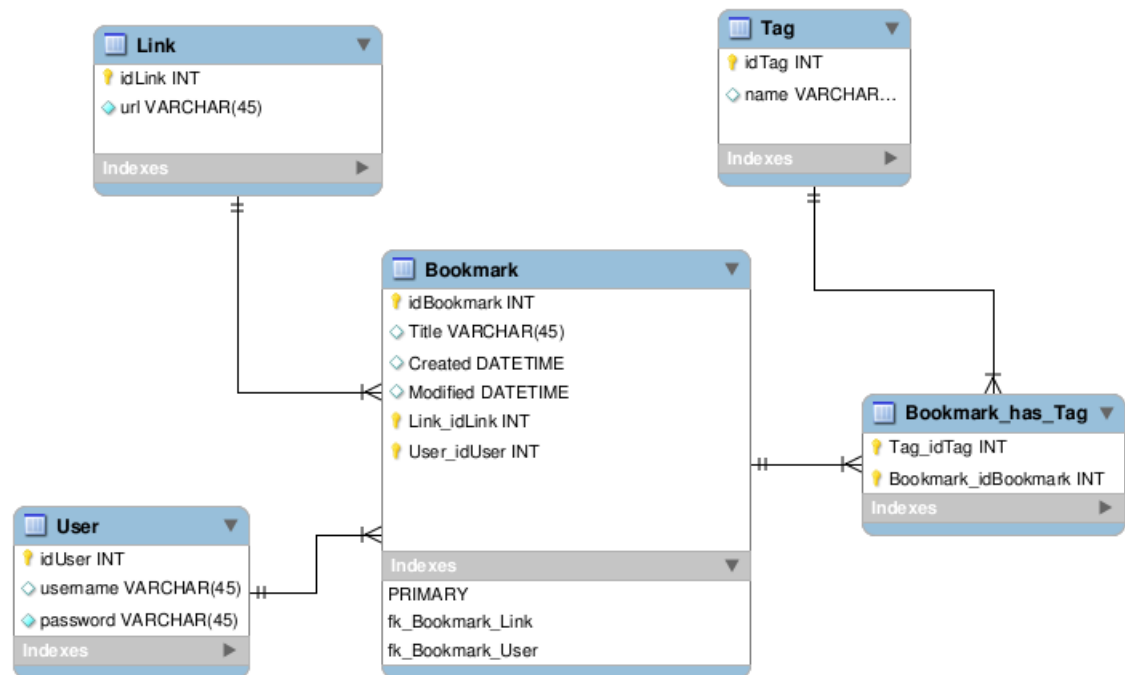 Link
idLink INT
url VARCHAR(45)
Indexes
Tag
idTag INT
name VARCHAR...
Indexes
Bookmark
idBookmark INT
Title VARCHAR(45)
Created DATETIME
Modified DATETIME
Link_idLink INT
User_idUser INT
Indexes
PRIMARY
fk_Bookmark_Link
fk_Bookmark_User
Bookmark_has_Tag
Tag_idTag INT
Bookmark_idBookmark INT
Indexes
User
idUser INT
username VARCHAR(45)
password VARCHAR(45)
Indexes